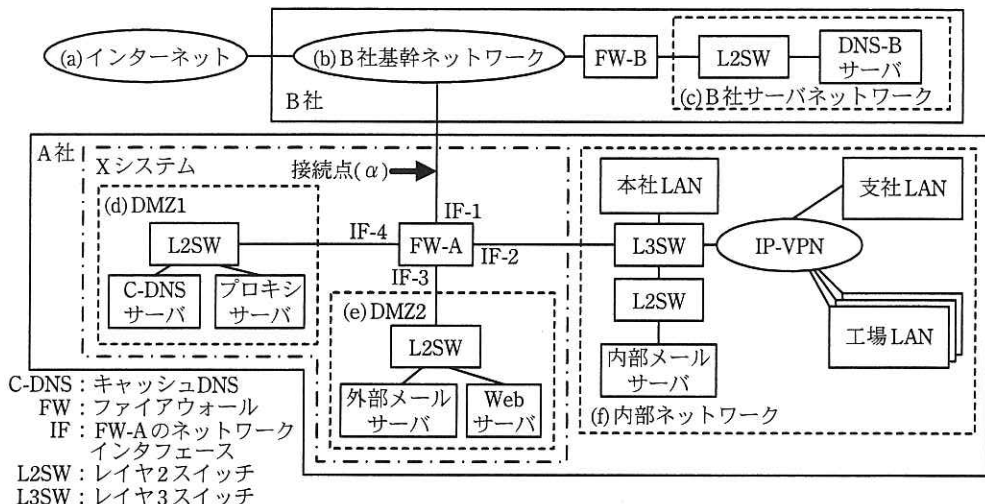 (a)インターネット
(b)B社基幹ネットワーク
FW-B
L2SW
DNS-B
サーバ
(c)B社サーバネットワーク
B社
A社
Xシステム
接続点(α)
(d)DMZ1
L2SW
C-DNS
サーバ
プロキシ
サーバ
IF-1
IF-4
FW-A
IF-2
IF-3
(e)DMZ2
L2SW
外部メール
サーバ
Web
サーバ
本社LAN
支社LAN
L3SW
IP-VPN
L2SW
工場LAN
内部メール
サーバ
(f)内部ネットワーク
C-DNS：キャッシュDNS
FW：ファイアウォール
IF：FW-Aのネットワーク
インタフェース
L2SW：レイヤ2スイッチ
L3SW：レイヤ3スイッチ